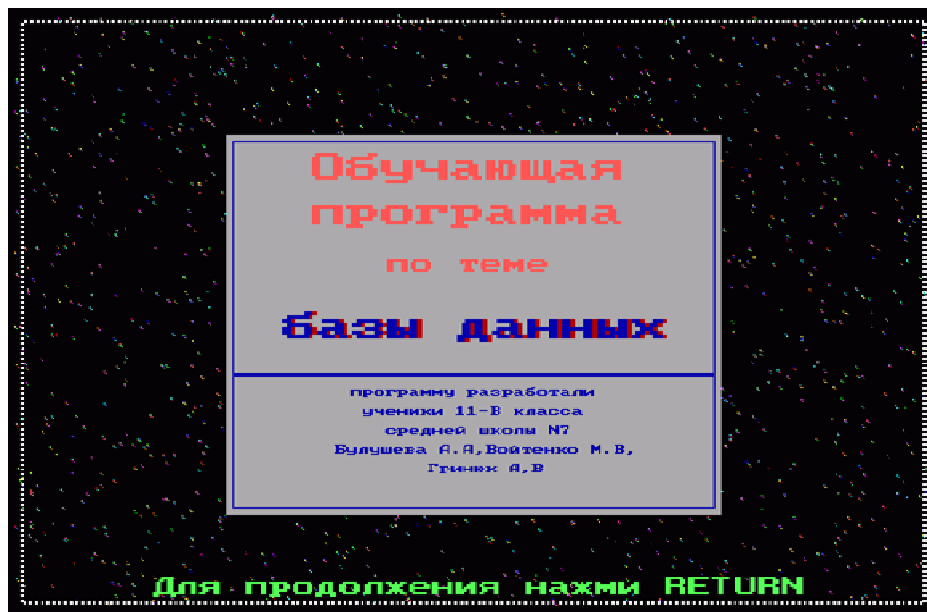 Обучающая
программа
по теме
базы данных
программу разработали
ученики 11-В класса
средней школы N7
Булушева А.А,Войтенко М.В,
А,В
Для продолжения нажми RETURN